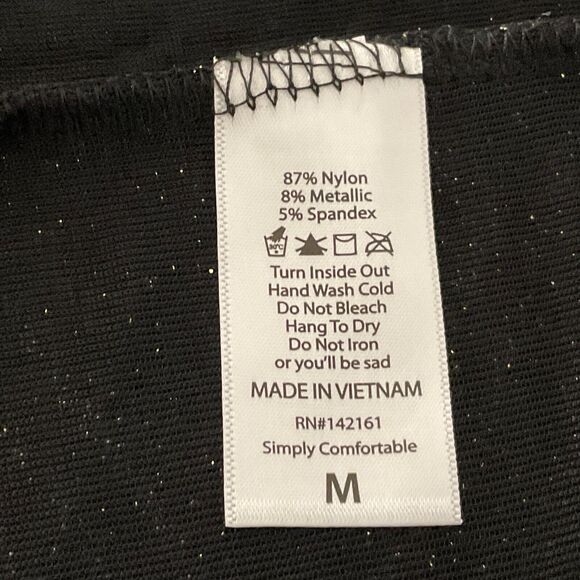 87% Nylon
8% Metallic
5% Spandex
30°C
Turn Inside Out
Hand Wash Cold
Do Not Bleach
Hang To Dry
Do Not Iron
or you'll be sad
MADE IN VIETNAM
RN#142161
Simply Comfortable
M